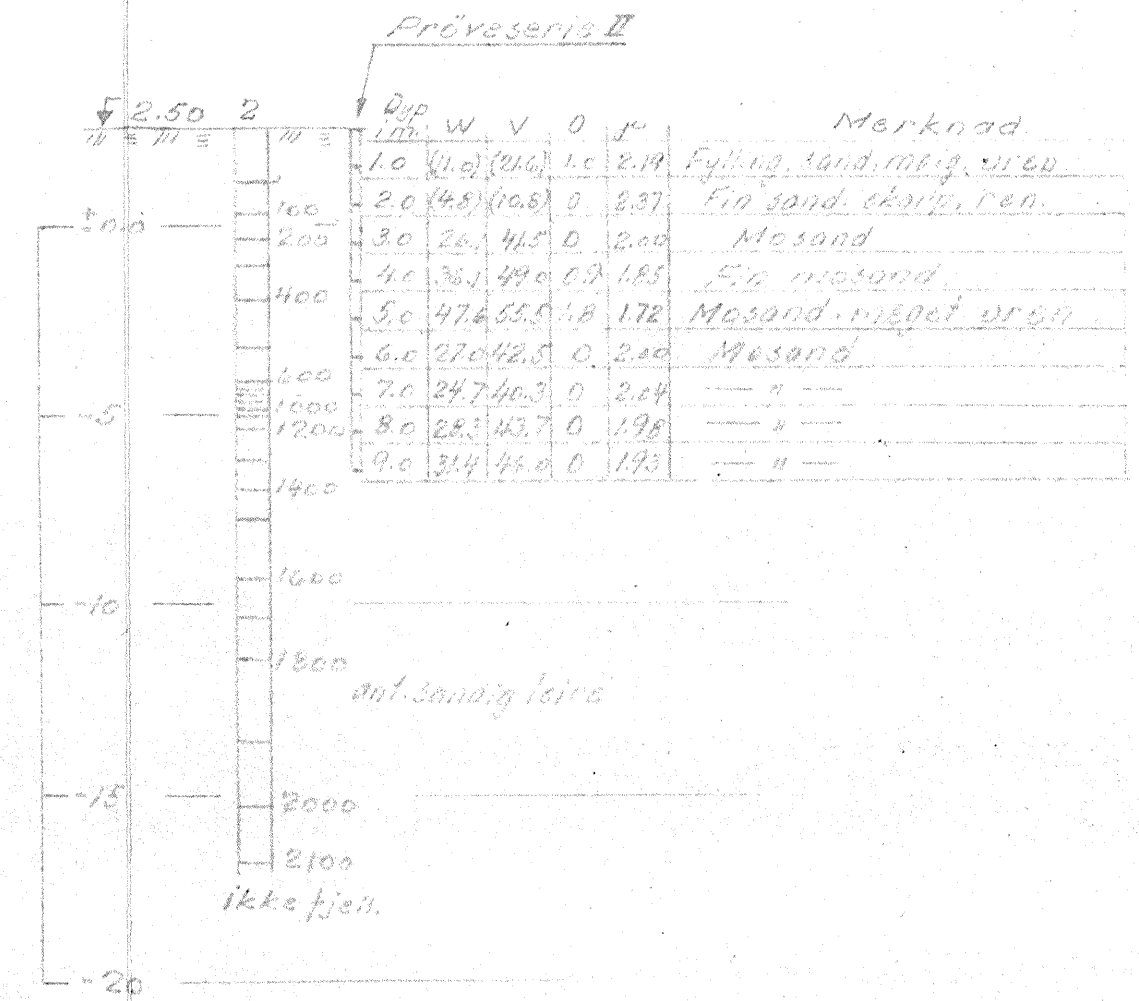 Pröveserie II
2.50 2
Dyp i m. W V O γ Merknad
1.0 (11.0) (21.6) 1.0 2.19 Fylling, sand, uren
2.0 (4.8) (10.8) 0 2.37 Fin sand. skarp, ren.
3.0 26.1 41.5 0 2.00 Mosand
4.0 36.1 49.0 0.9 1.85 Fin mosand
5.0 47.6 55.5 1.8 1.72 Mosand. meget uren
6.0 27.0 42.5 0 2.00 Mosand
7.0 24.7 40.3 0 2.04 — " —
8.0 28.3 43.7 0 1.98 — " —
9.0 31.4 46.0 0 1.93 — " —
±0.0
-5
-10
-15
-20
100
200
400
600
1000
1200
1400
1600
1800
2000
2100
ant. sandig leire
ikke fjell.